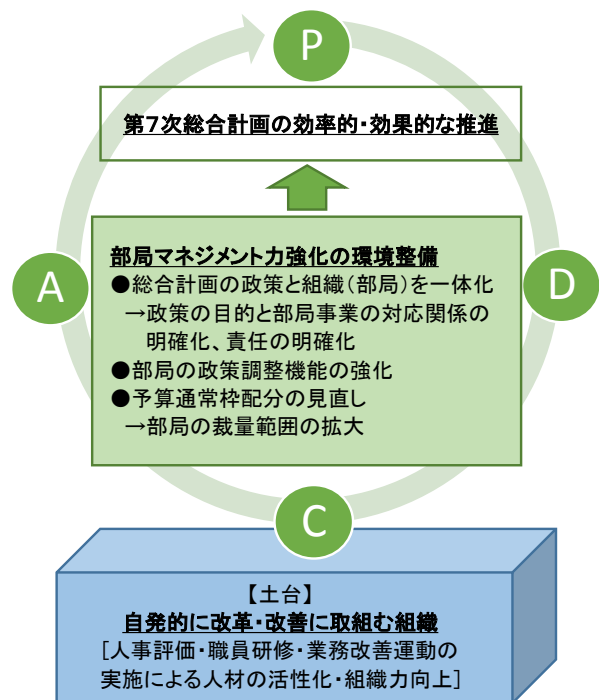 P
第7次総合計画の効率的・効果的な推進
部局マネジメント力強化の環境整備
●総合計画の政策と組織(部局)を一体化
→政策の目的と部局事業の対応関係の
明確化、責任の明確化
●部局の政策調整機能の強化
●予算通常枠配分の見直し
→部局の裁量範囲の拡大
A
D
C
【土台】
自発的に改革・改善に取組む組織
[人事評価・職員研修・業務改善運動の
実施による人材の活性化・組織力向上]